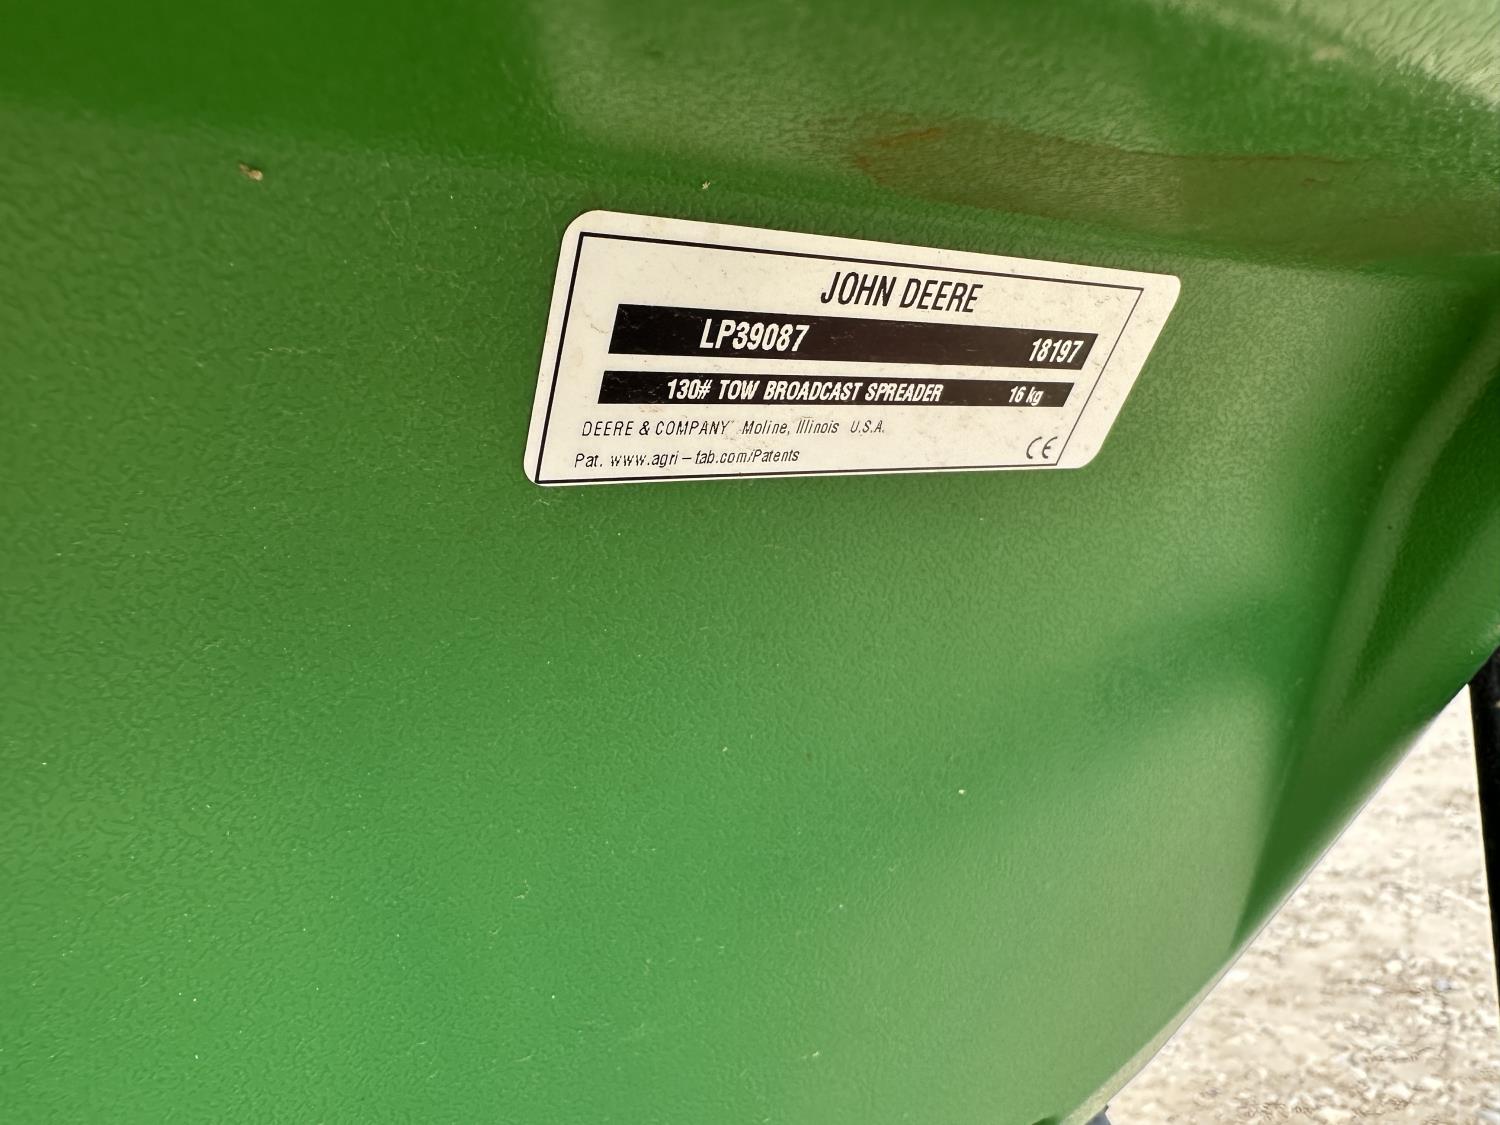 JOHN DEERE
LP39087 18197
130# TOW BROADCAST SPREADER 16 kg
DEERE & COMPANY Moline, Illinois U.S.A.
Pat. www.agri-fab.com/Patents CE